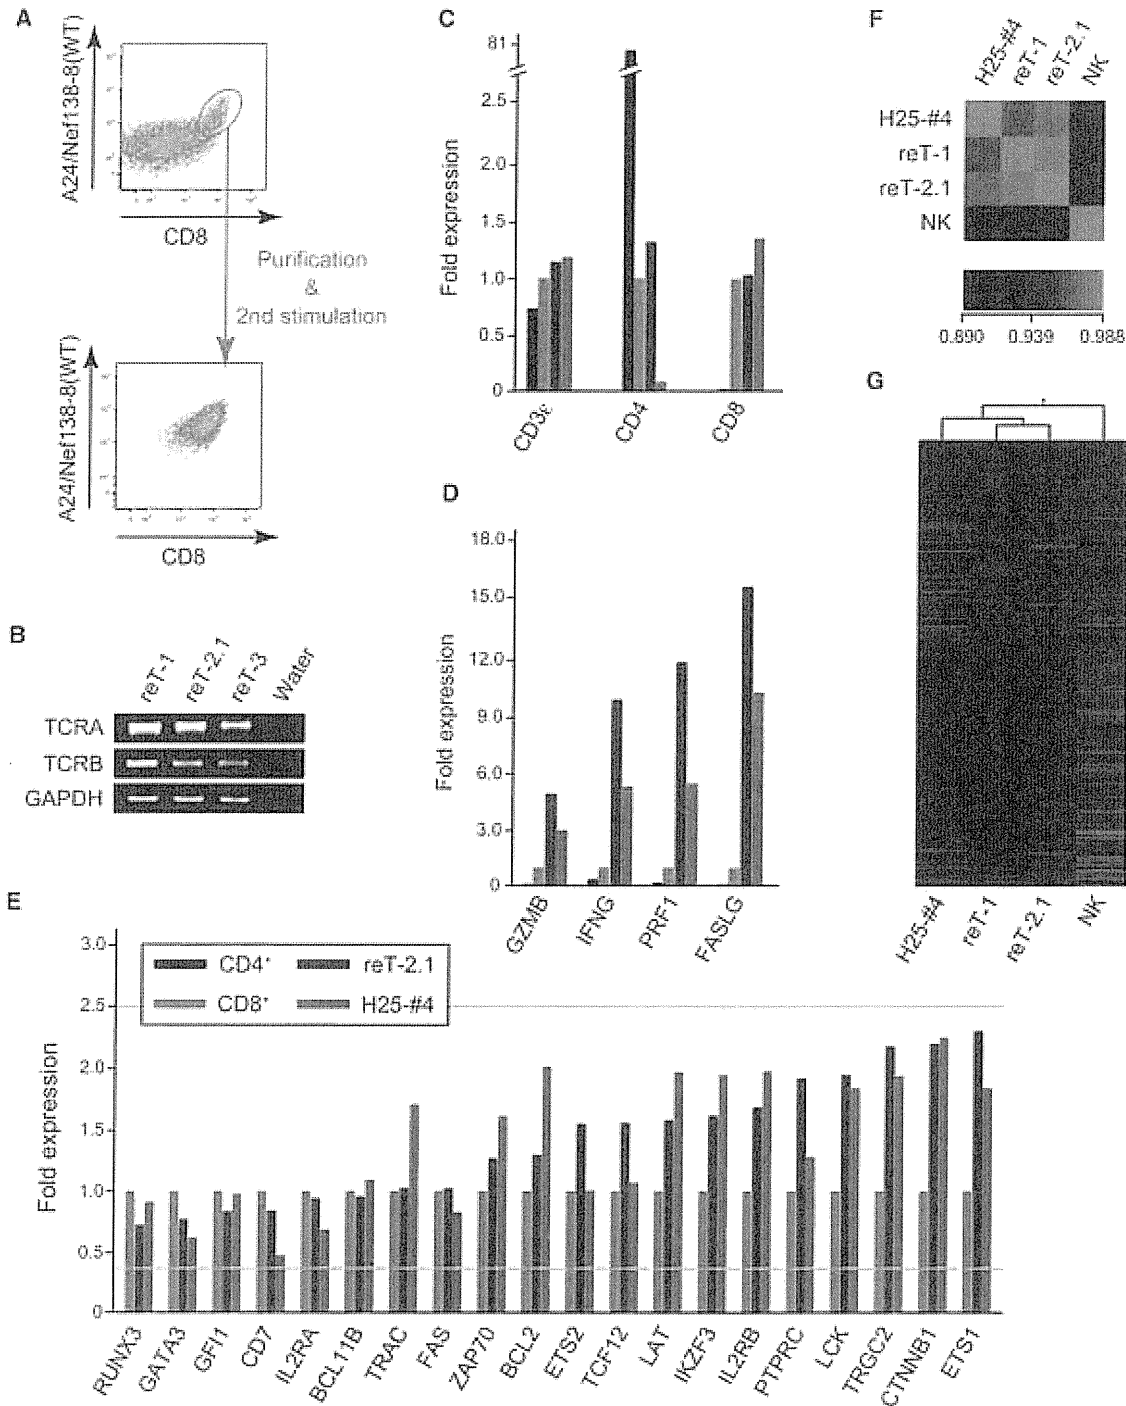 A
A24/Nef138-8(WT)
CD8
Purification
&
2nd stimulation
A24/Nef138-8(WT)
CD8
B
reT-1
reT-2.1
reT-3
Water
TCRA
TCRB
GAPDH
C
Fold expression
81
2.5
2.0
1.5
1.0
0.5
0
CD3ε
CD4
CD8
D
Fold expression
18.0
15.0
12.0
9.0
6.0
3.0
0
GZMB
IFNG
PRF1
FASLG
F
H25-#4
reT-1
reT-2.1
NK
H25-#4
reT-1
reT-2.1
NK
0.890 0.939 0.988
G
H25-#4
reT-1
reT-2.1
NK
E
Fold expression
3.0
2.5
2.0
1.5
1.0
0.5
0
CD4+ reT-2.1
CD8+ H25-#4
RUNX3
GATA3
GFI1
CD7
IL2RA
BCL11B
TRAC
FAS
ZAP70
BCL2
ETS2
TCF12
LAT
IKZF3
IL2RB
PTPRC
LCK
TRGC2
CTNNB1
ETS1